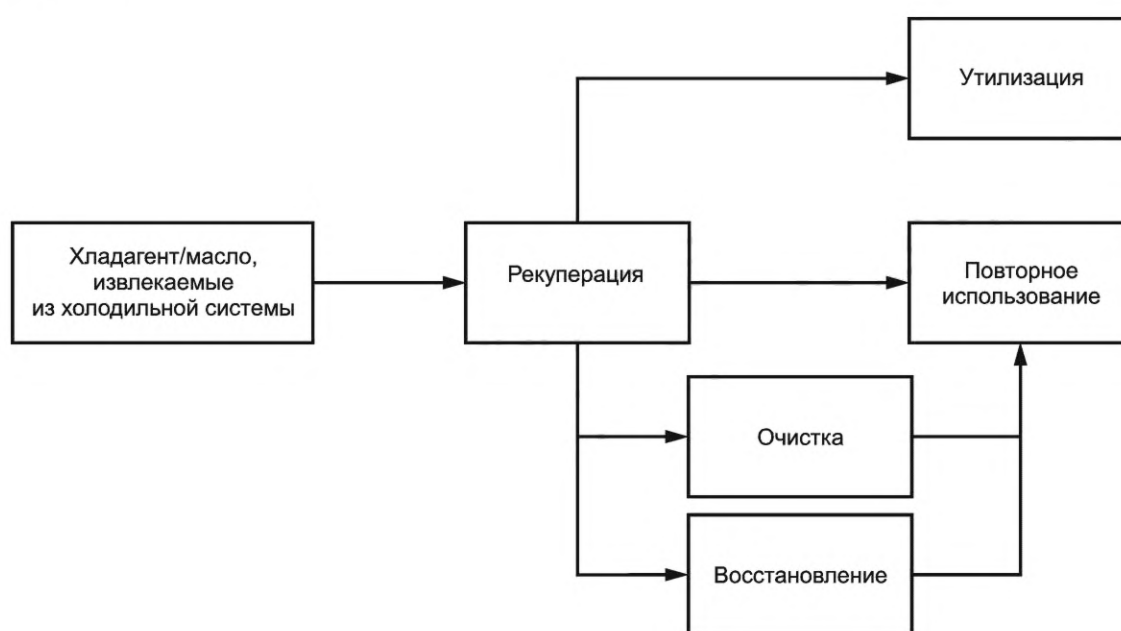 Утилизация
Хладагент/масло,
извлекаемые
из холодильной системы
Рекуперация
Повторное
использование
Очистка
Восстановление